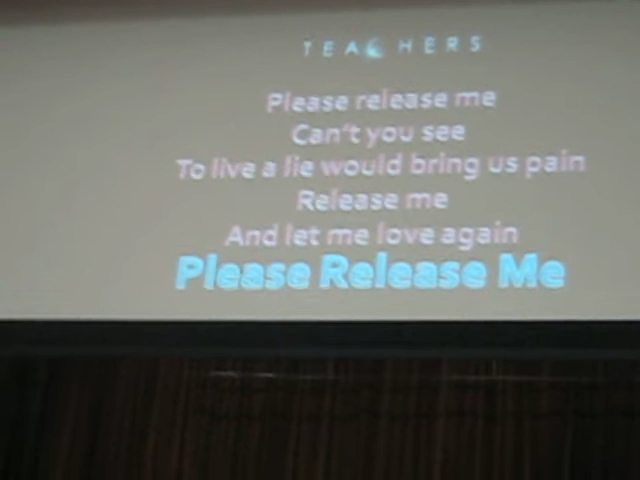 TEACHERS
Please release me
Can't you see
To live a lie would bring us pain
Release me
And let me love again
Please Release Me